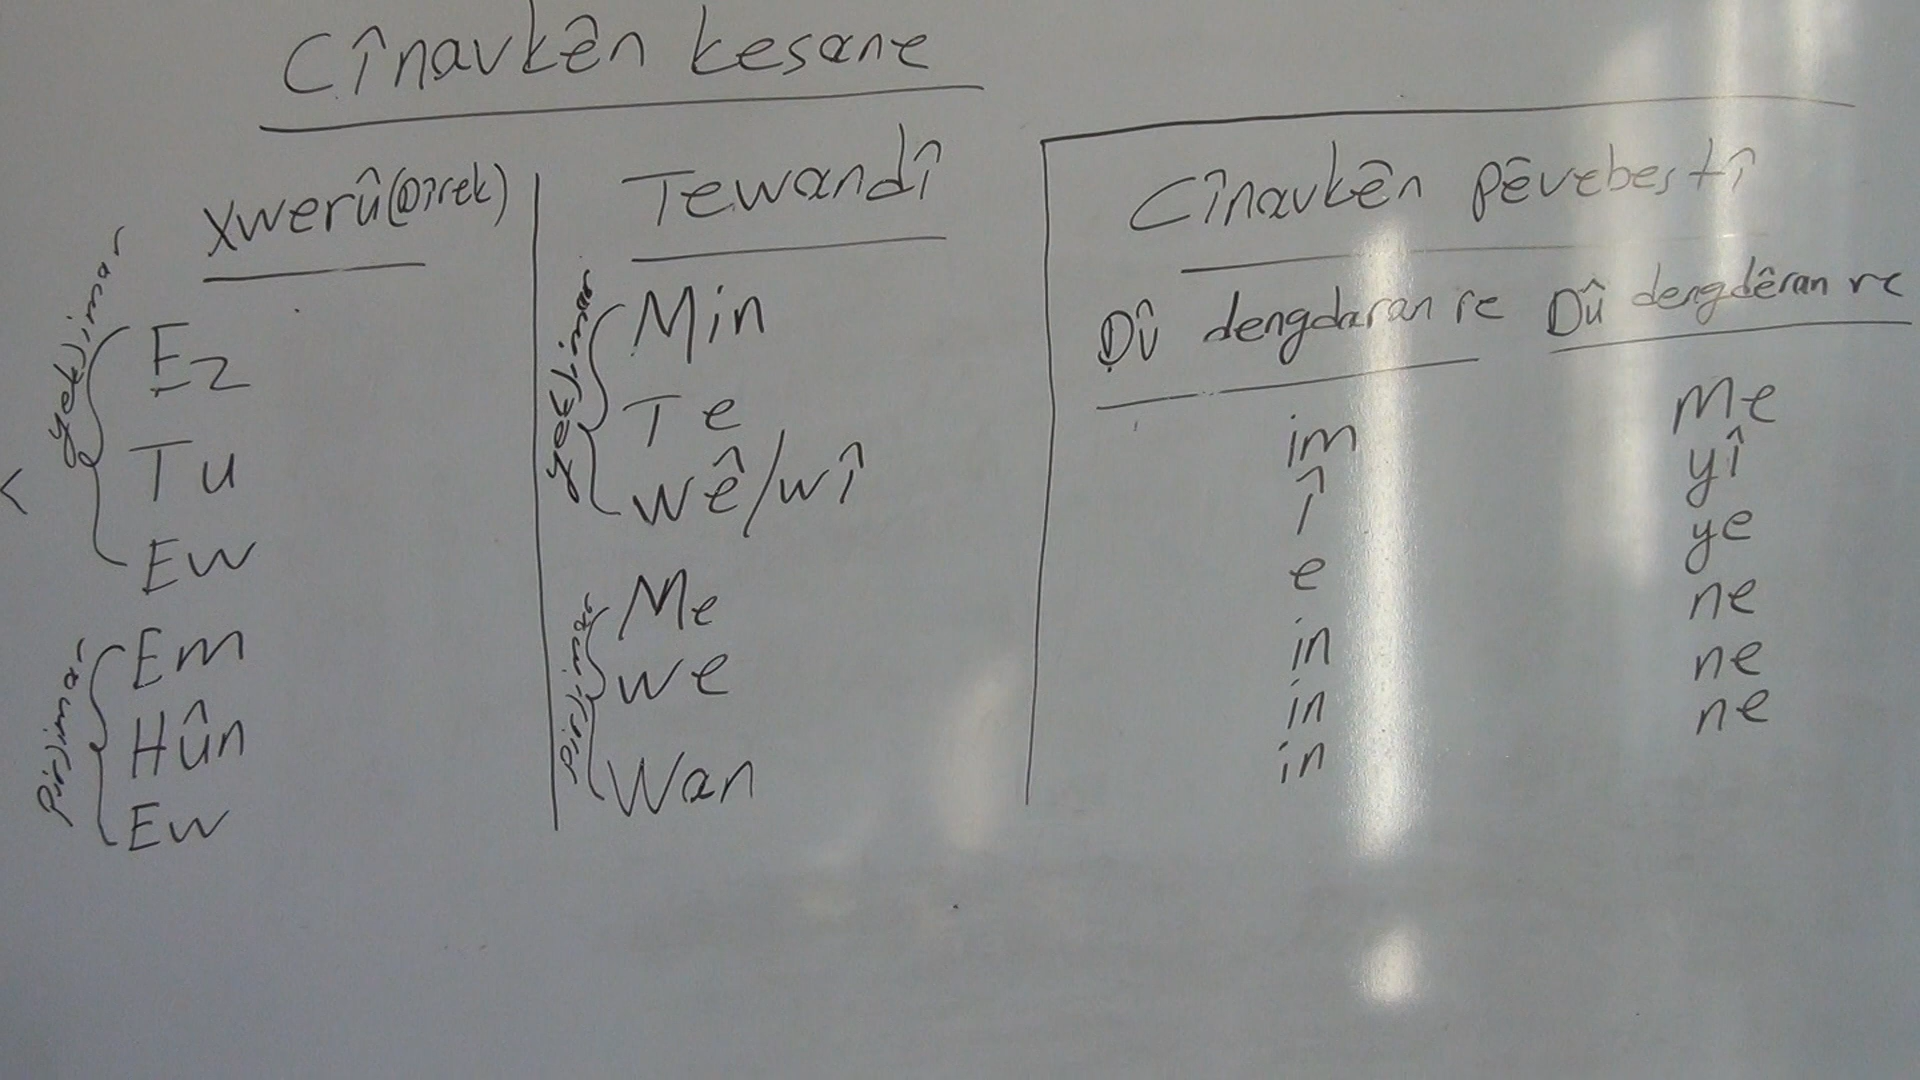 Cînavkên kesane
Xwerû(Dîrek)
yekjimar
Ez
Tu
Ew
pirjimar
Em
Hûn
Ew
Tewandî
yekjimar
Min
Te
wê/wî
pirjimar
Me
we
Wan
Cînavkên pêvebestî
Dû dengdaran re
im
î
e
in
in
in
Dû dengdêran re
Me
yî
ye
ne
ne
ne